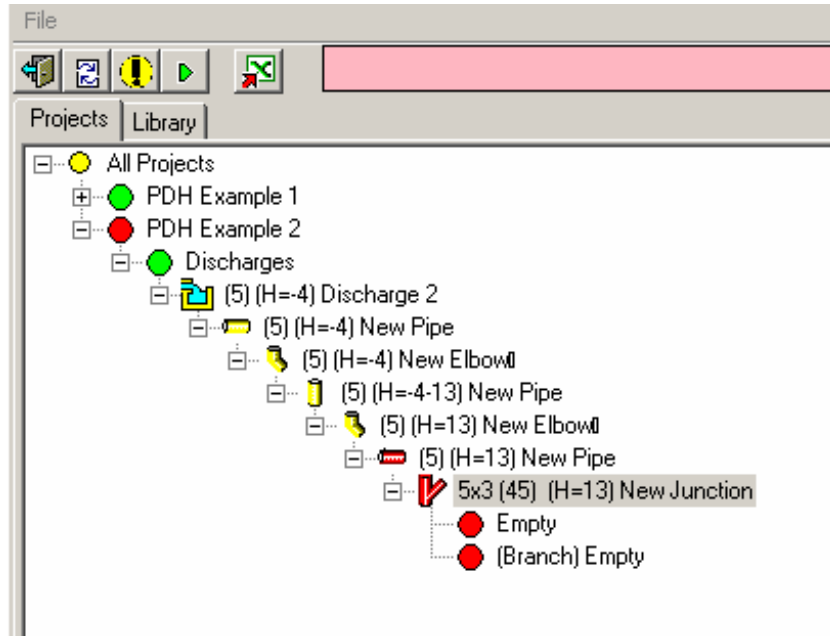 File
Projects
Library
All Projects
PDH Example 1
PDH Example 2
Discharges
(5) (H=-4) Discharge 2
(5) (H=-4) New Pipe
(5) (H=-4) New Elbow
(5) (H=-4-13) New Pipe
(5) (H=13) New Elbow
(5) (H=13) New Pipe
5x3 (45) (H=13) New Junction
Empty
(Branch) Empty